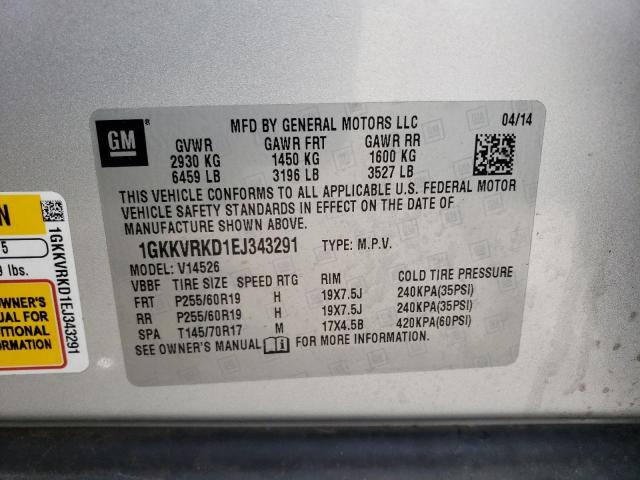 GM
®
MFD BY GENERAL MOTORS LLC
04/14
GVWR GAWR FRT GAWR RR
2930 KG 1450 KG 1600 KG
6459 LB 3196 LB 3527 LB
THIS VEHICLE CONFORMS TO ALL APPLICABLE U.S. FEDERAL MOTOR
VEHICLE SAFETY STANDARDS IN EFFECT ON THE DATE OF
MANUFACTURE SHOWN ABOVE.
1GKKVRKD1EJ343291 TYPE: M.P.V.
MODEL: V14526
VBBF TIRE SIZE SPEED RTG RIM COLD TIRE PRESSURE
FRT P255/60R19 H 19X7.5J 240KPA(35PSI)
RR P255/60R19 H 19X7.5J 240KPA(35PSI)
SPA T145/70R17 M 17X4.5B 420KPA(60PSI)
SEE OWNER'S MANUAL FOR MORE INFORMATION.
N
5
9 lbs.
OWNER'S
UAL FOR
DITIONAL
ORMATION
1GKKVRKD1EJ343291